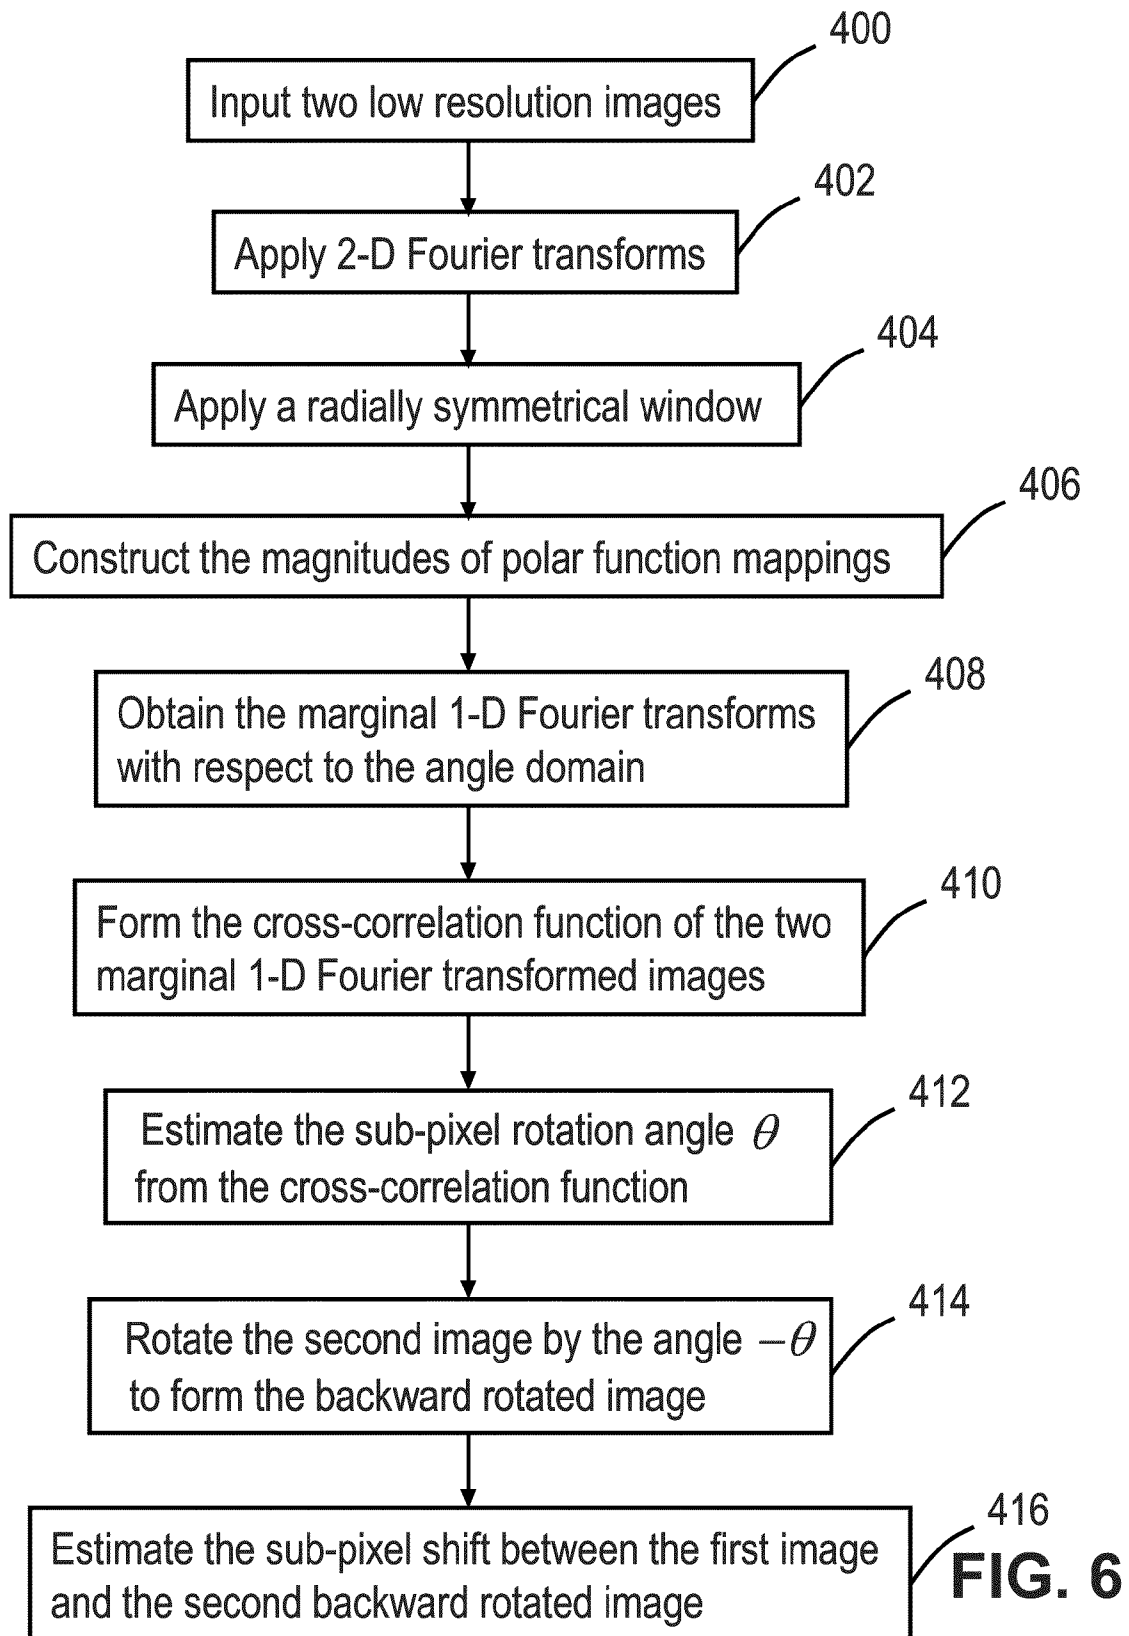 400
Input two low resolution images
402
Apply 2-D Fourier transforms
404
Apply a radially symmetrical window
406
Construct the magnitudes of polar function mappings
408
Obtain the marginal 1-D Fourier transforms
with respect to the angle domain
410
Form the cross-correlation function of the two
marginal 1-D Fourier transformed images
412
Estimate the sub-pixel rotation angle θ
from the cross-correlation function
414
Rotate the second image by the angle −θ
to form the backward rotated image
416
Estimate the sub-pixel shift between the first image
and the second backward rotated image
FIG. 6